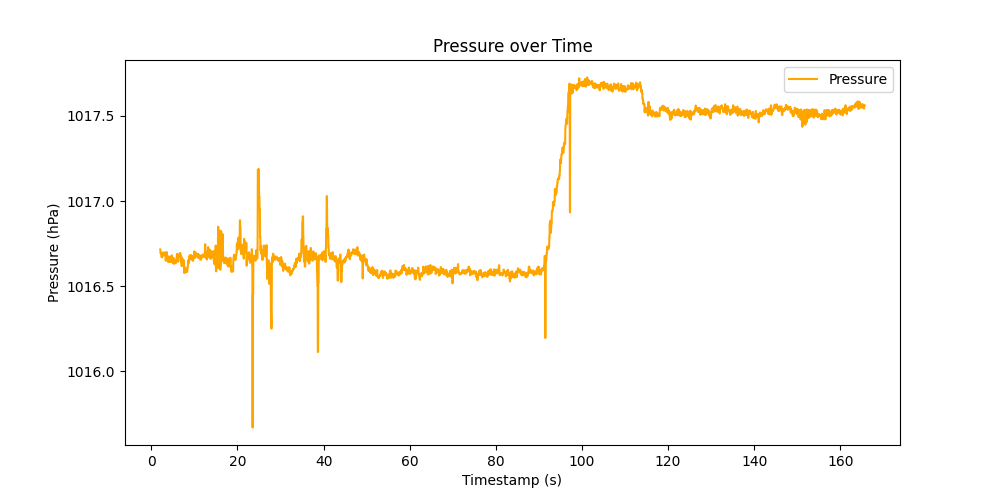 Pressure over Time
Pressure
1017.5
1017.0
1016.5
1016.0
Pressure (hPa)
0 20 40 60 80 100 120 140 160
Timestamp (s)